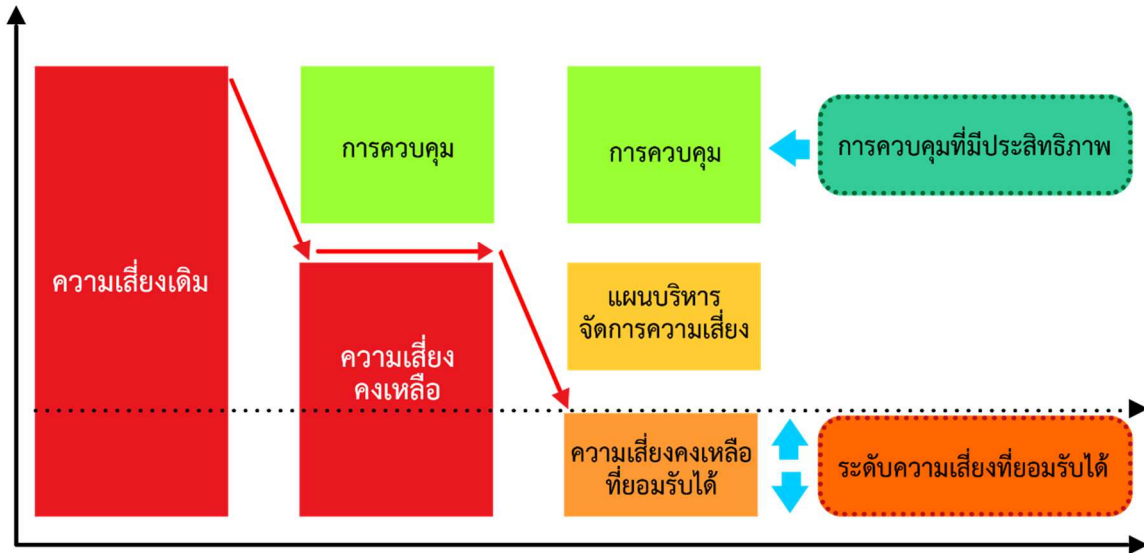 การควบคุม
การควบคุม
การควบคุมที่มีประสิทธิภาพ
ความเสี่ยงเดิม
แผนบริหาร
จัดการความเสี่ยง
ความเสี่ยง
คงเหลือ
ความเสี่ยงคงเหลือ
ที่ยอมรับได้
ระดับความเสี่ยงที่ยอมรับได้